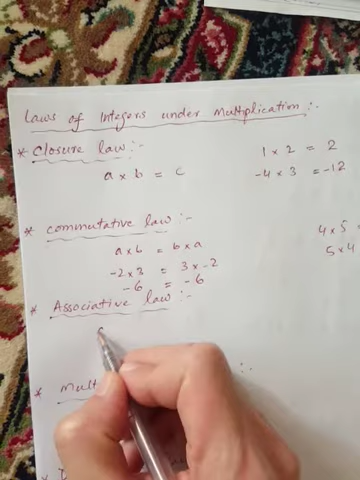 Laws of Integers under Multiplication :-
* Closure law :-
a × b = c
1 × 2 = 2
-4 × 3 = -12
* commutative law :-
a × b = b × a
4 × 5 =
-2 × 3 = 3 × -2
5 × 4
-6 = -6
* Associative law :-
* Mult